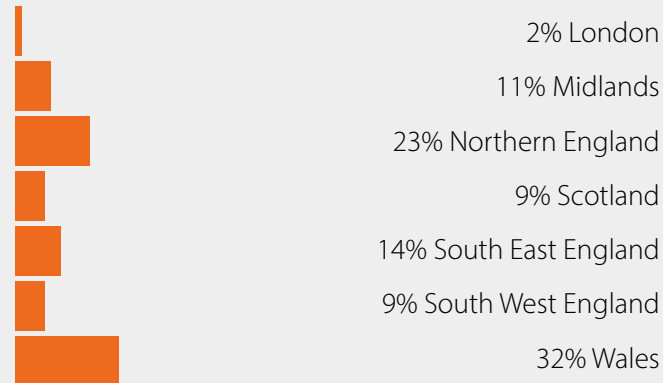 2% London
11% Midlands
23% Northern England
9% Scotland
14% South East England
9% South West England
32% Wales